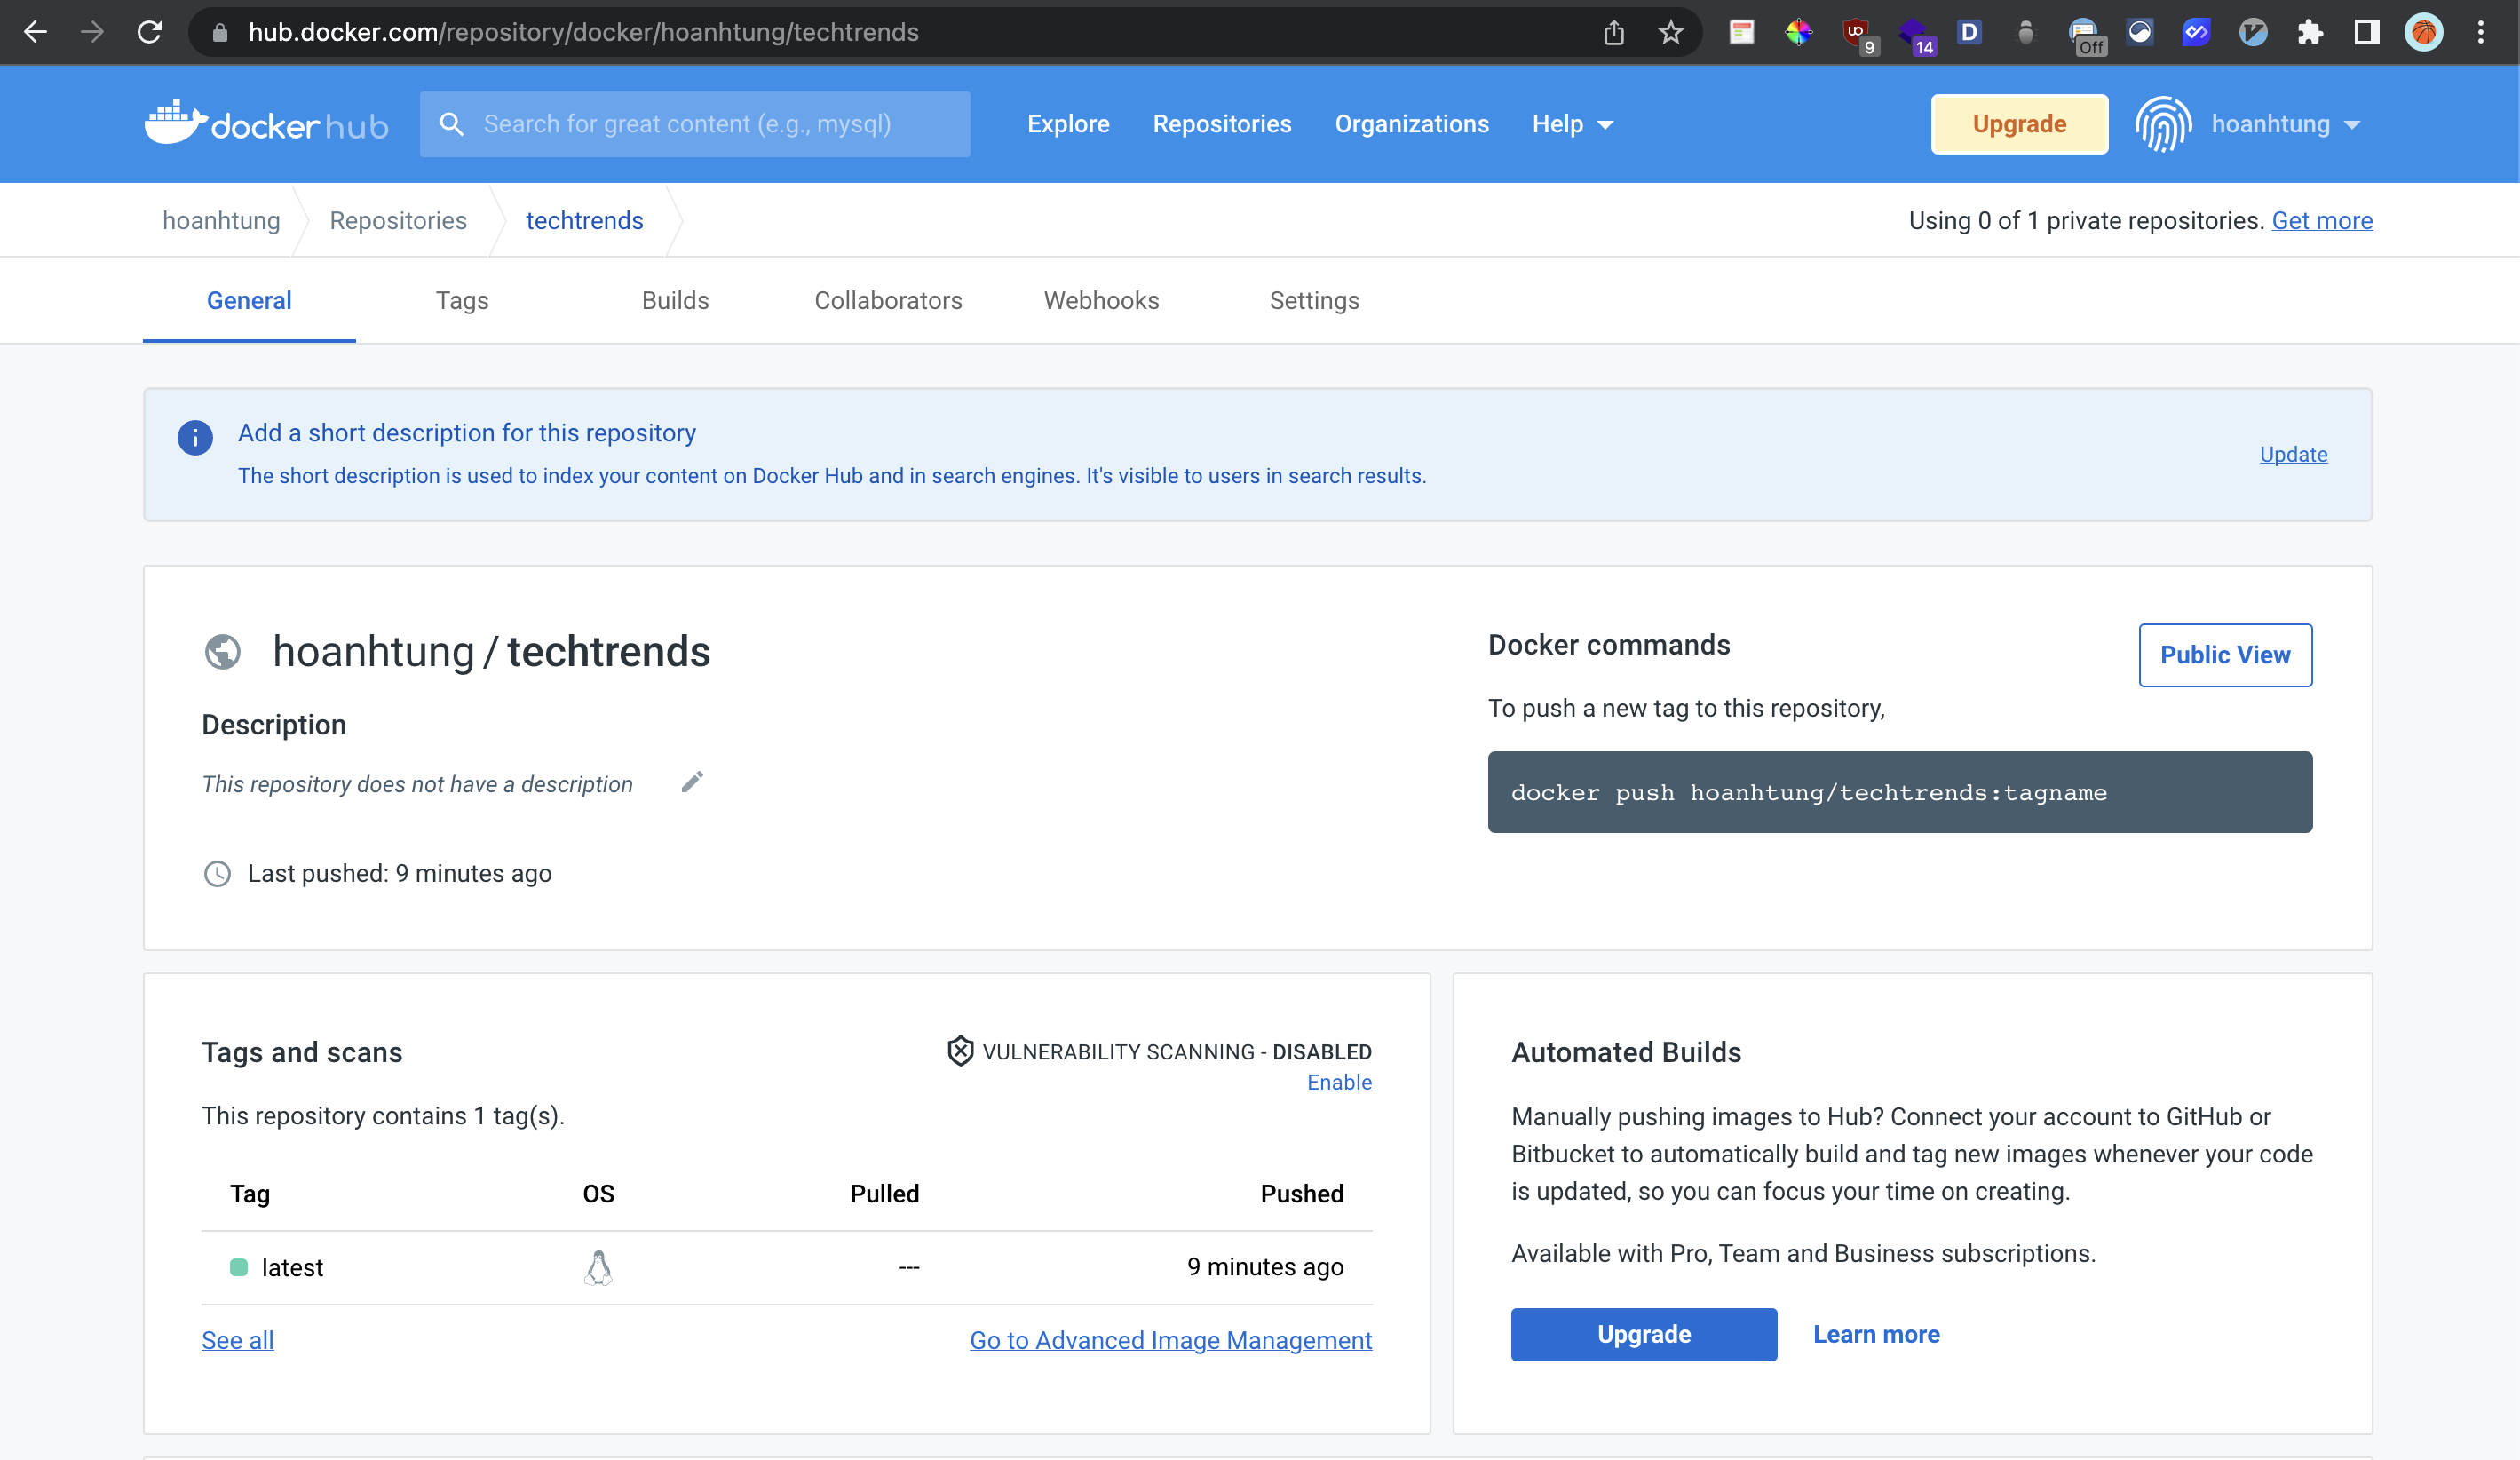 hub.docker.com/repository/docker/hoanhtung/techtrends
9
14
D
Off
docker hub
Search for great content (e.g., mysql)
Explore
Repositories
Organizations
Help
Upgrade
hoanhtung
hoanhtung
Repositories
techtrends
Using 0 of 1 private repositories. Get more
General
Tags
Builds
Collaborators
Webhooks
Settings
Add a short description for this repository
The short description is used to index your content on Docker Hub and in search engines. It's visible to users in search results.
Update
hoanhtung / techtrends
Description
This repository does not have a description
Last pushed: 9 minutes ago
Docker commands
Public View
To push a new tag to this repository,
docker push hoanhtung/techtrends:tagname
Tags and scans
VULNERABILITY SCANNING - DISABLED
Enable
This repository contains 1 tag(s).
Tag OS Pulled Pushed
latest --- 9 minutes ago
See all
Go to Advanced Image Management
Automated Builds
Manually pushing images to Hub? Connect your account to GitHub or
Bitbucket to automatically build and tag new images whenever your code
is updated, so you can focus your time on creating.
Available with Pro, Team and Business subscriptions.
Upgrade
Learn more